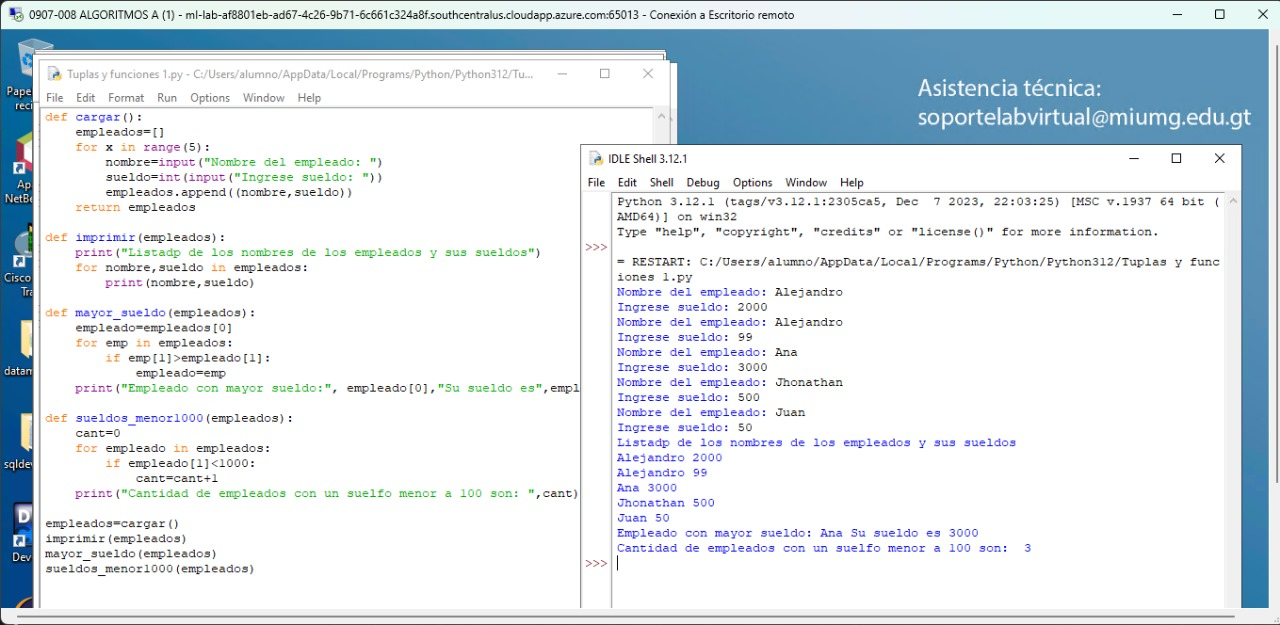 0907-008 ALGORITMOS A (1) - ml-lab-af8801eb-ad67-4c26-9b71-6c661c324a8f.southcentralus.cloudapp.azure.com:65013 - Conexión a Escritorio remoto
Asistencia técnica:
soportelabvirtual@miumg.edu.gt
Tuplas y funciones 1.py - C:/Users/alumno/AppData/Local/Programs/Python/Python312/Tu...
File Edit Format Run Options Window Help
def cargar():
    empleados=[]
    for x in range(5):
        nombre=input("Nombre del empleado: ")
        sueldo=int(input("Ingrese sueldo: "))
        empleados.append((nombre,sueldo))
    return empleados
def imprimir(empleados):
    print("Listadp de los nombres de los empleados y sus sueldos")
    for nombre,sueldo in empleados:
        print(nombre,sueldo)
def mayor_sueldo(empleados):
    empleado=empleados[0]
    for emp in empleados:
        if emp[1]>empleado[1]:
            empleado=emp
    print("Empleado con mayor sueldo:", empleado[0],"Su sueldo es",empl
def sueldos_menor1000(empleados):
    cant=0
    for empleado in empleados:
        if empleado[1]<1000:
            cant=cant+1
    print("Cantidad de empleados con un suelfo menor a 100 son: ",cant)
empleados=cargar()
imprimir(empleados)
mayor_sueldo(empleados)
sueldos_menor1000(empleados)
IDLE Shell 3.12.1
File Edit Shell Debug Options Window Help
Python 3.12.1 (tags/v3.12.1:2305ca5, Dec  7 2023, 22:03:25) [MSC v.1937 64 bit (
AMD64)] on win32
Type "help", "copyright", "credits" or "license()" for more information.
>>>
= RESTART: C:/Users/alumno/AppData/Local/Programs/Python/Python312/Tuplas y func
iones 1.py
Nombre del empleado: Alejandro
Ingrese sueldo: 2000
Nombre del empleado: Alejandro
Ingrese sueldo: 99
Nombre del empleado: Ana
Ingrese sueldo: 3000
Nombre del empleado: Jhonathan
Ingrese sueldo: 500
Nombre del empleado: Juan
Ingrese sueldo: 50
Listadp de los nombres de los empleados y sus sueldos
Alejandro 2000
Alejandro 99
Ana 3000
Jhonathan 500
Juan 50
Empleado con mayor sueldo: Ana Su sueldo es 3000
Cantidad de empleados con un suelfo menor a 100 son:  3
>>>
Pape
reci
Ap
NetBe
Cisco
Tra
datam
sqldev
Dev